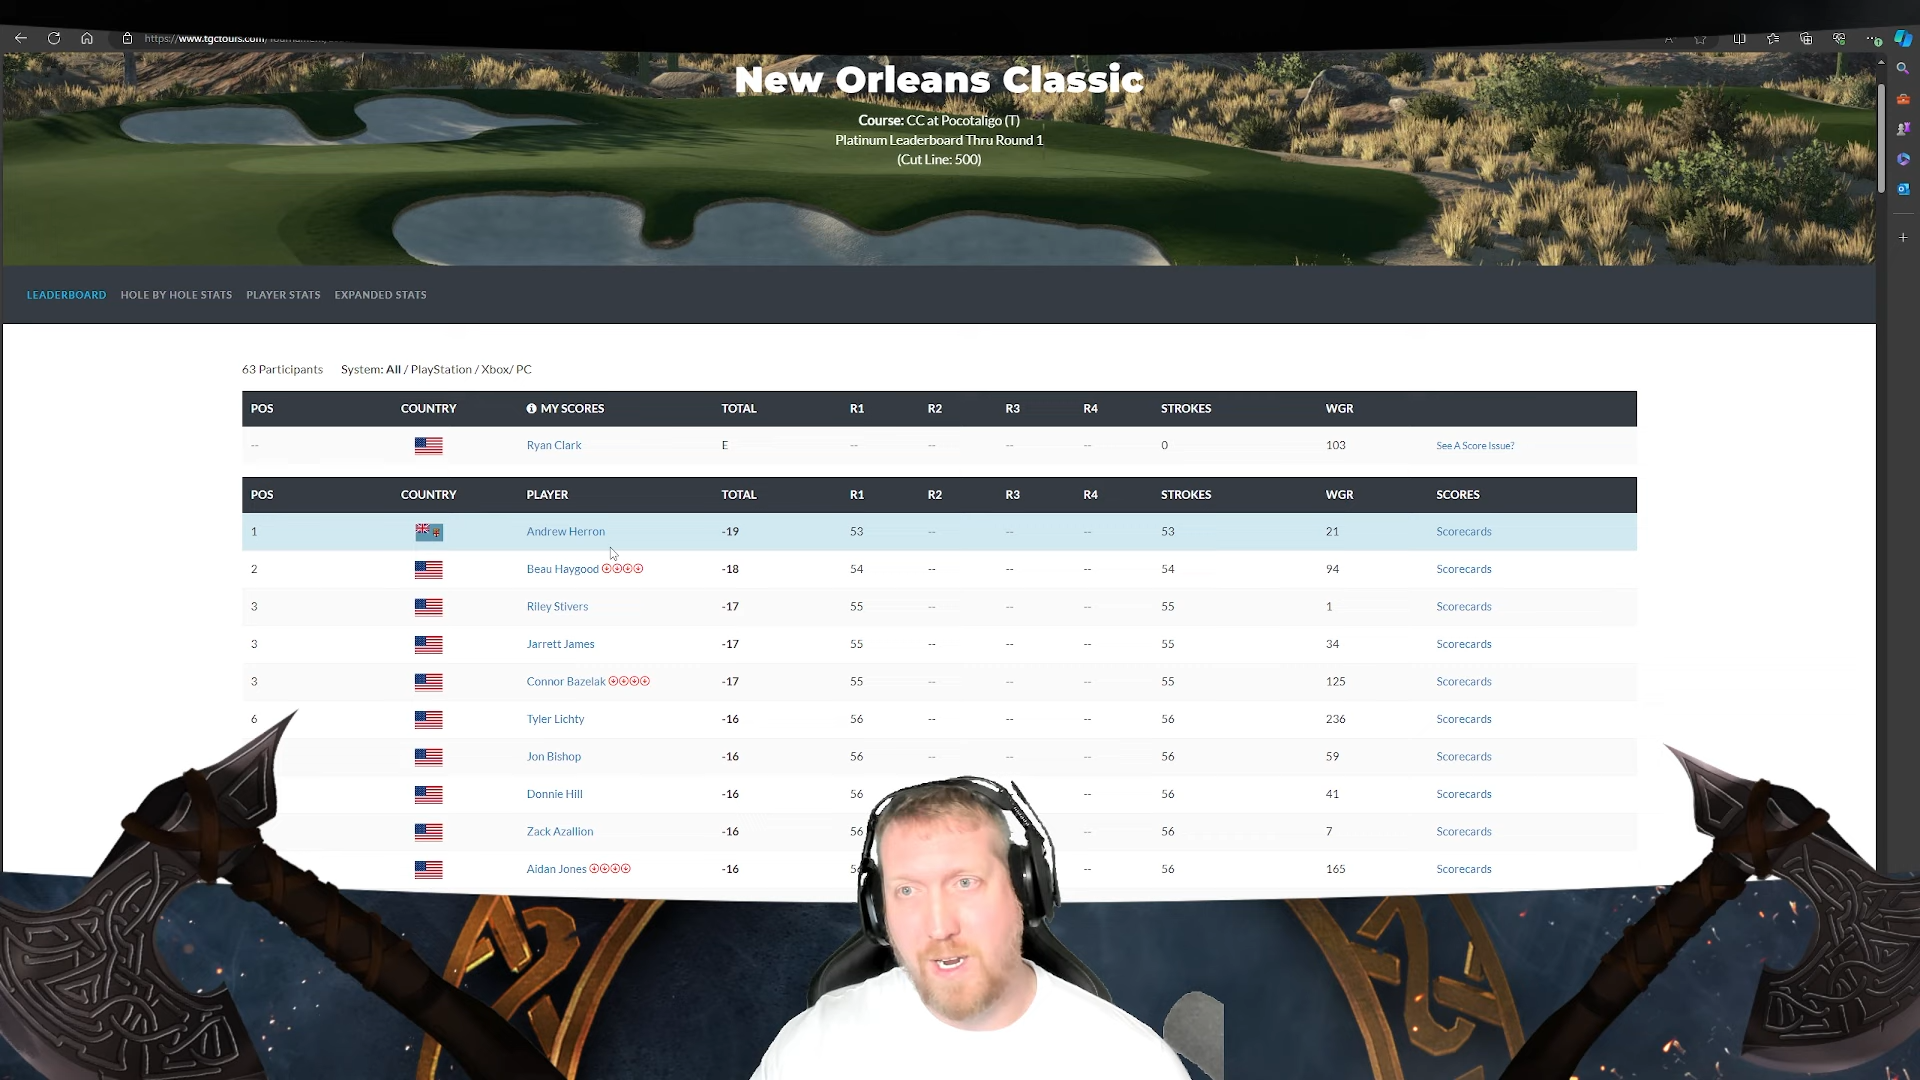 https://www.tgctours.com/
New Orleans Classic
Course: CC at Pocotaligo (T)
Platinum Leaderboard Thru Round 1
(Cut Line: 500)
LEADERBOARD HOLE BY HOLE STATS PLAYER STATS EXPANDED STATS
63 Participants System: All / PlayStation / Xbox/ PC
POS COUNTRY MY SCORES TOTAL R1 R2 R3 R4 STROKES WGR
-- Ryan Clark E -- -- -- -- 0 103 See A Score Issue?
POS COUNTRY PLAYER TOTAL R1 R2 R3 R4 STROKES WGR SCORES
1 Andrew Herron -19 53 -- -- -- 53 21 Scorecards
2 Beau Haygood -18 54 -- -- -- 54 94 Scorecards
3 Riley Stivers -17 55 -- -- -- 55 1 Scorecards
3 Jarrett James -17 55 -- -- -- 55 34 Scorecards
3 Connor Bazelak -17 55 -- -- -- 55 125 Scorecards
6 Tyler Lichty -16 56 -- -- -- 56 236 Scorecards
Jon Bishop -16 56 -- -- -- 56 59 Scorecards
Donnie Hill -16 56 -- 56 41 Scorecards
Zack Azallion -16 56 -- 56 7 Scorecards
Aidan Jones -16 -- 56 165 Scorecards